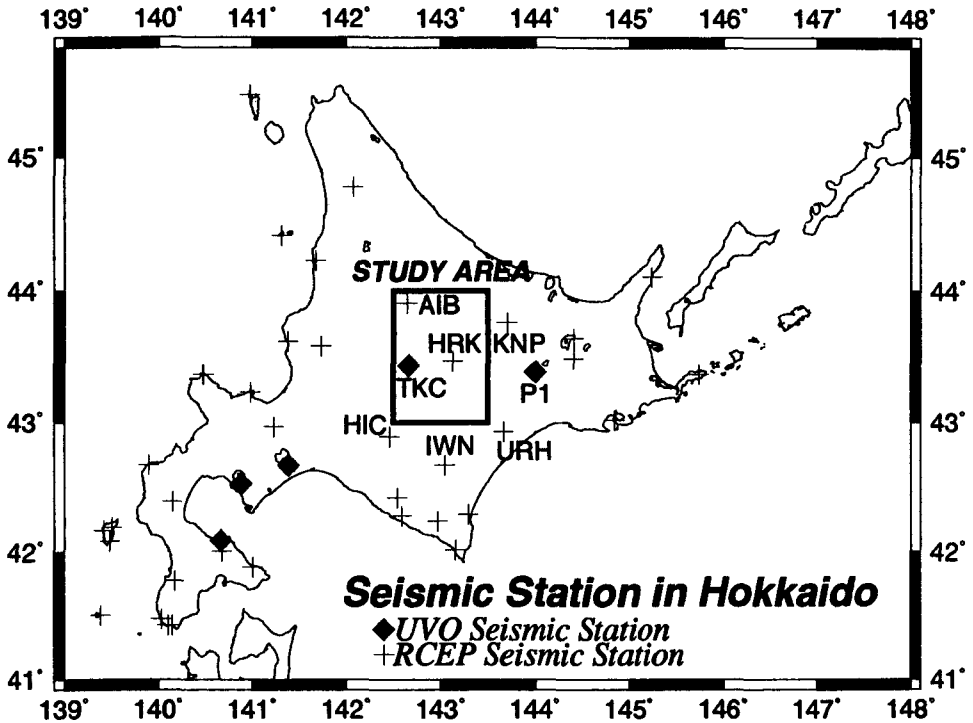 139° 140° 141° 142° 143° 144° 145° 146° 147° 148°
45° 45°
STUDY AREA
44° 44°
AIB
HRK KNP
TKC P1
43° 43°
HIC IWN URH
42° 42°
Seismic Station in Hokkaido
UVO Seismic Station
RCEP Seismic Station
41° 41°
139° 140° 141° 142° 143° 144° 145° 146° 147° 148°